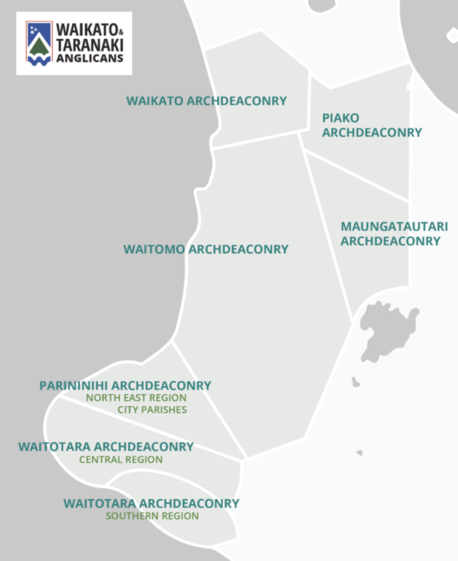 WAIKATO &
TARANAKI
ANGLICANS
WAIKATO ARCHDEACONRY
PIAKO
ARCHDEACONRY
MAUNGATAUTARI
ARCHDEACONRY
WAITOMO ARCHDEACONRY
PARININIHI ARCHDEACONRY
NORTH EAST REGION
CITY PARISHES
WAITOTARA ARCHDEACONRY
CENTRAL REGION
WAITOTARA ARCHDEACONRY
SOUTHERN REGION